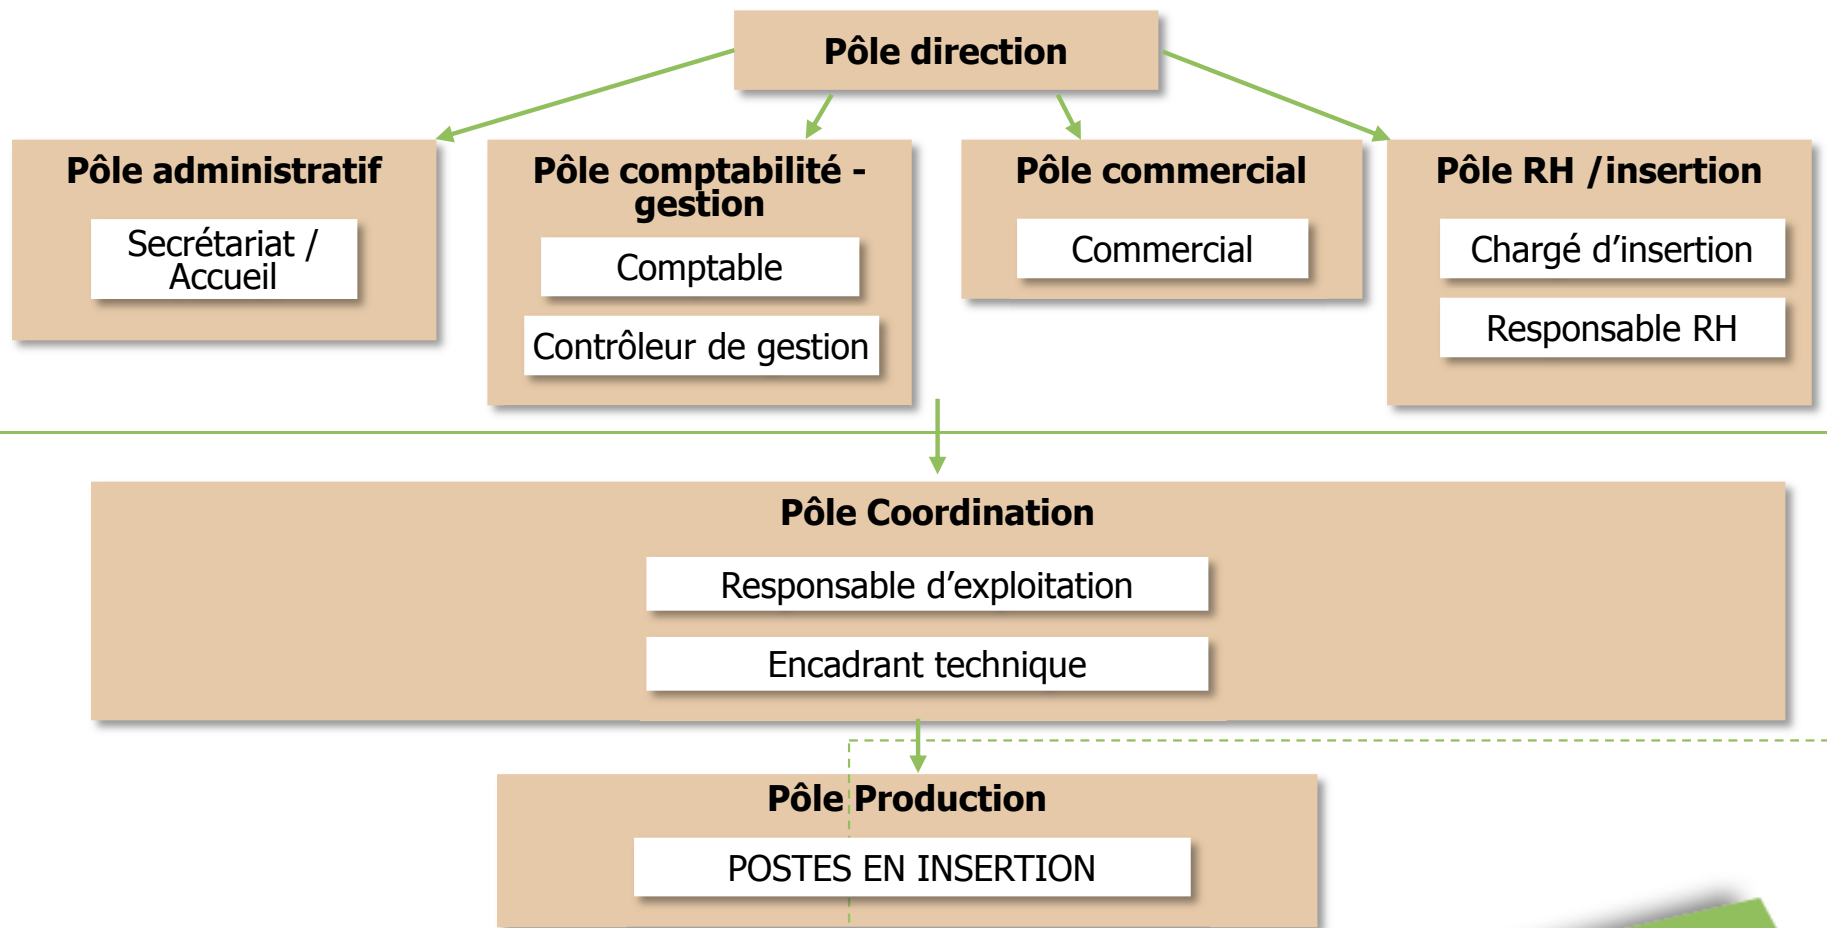 Pôle direction
Pôle administratif
Secrétariat /
Accueil
Pôle comptabilité -
gestion
Comptable
Contrôleur de gestion
Pôle commercial
Commercial
Pôle RH /insertion
Chargé d’insertion
Responsable RH
Pôle Coordination
Responsable d’exploitation
Encadrant technique
Pôle Production
POSTES EN INSERTION